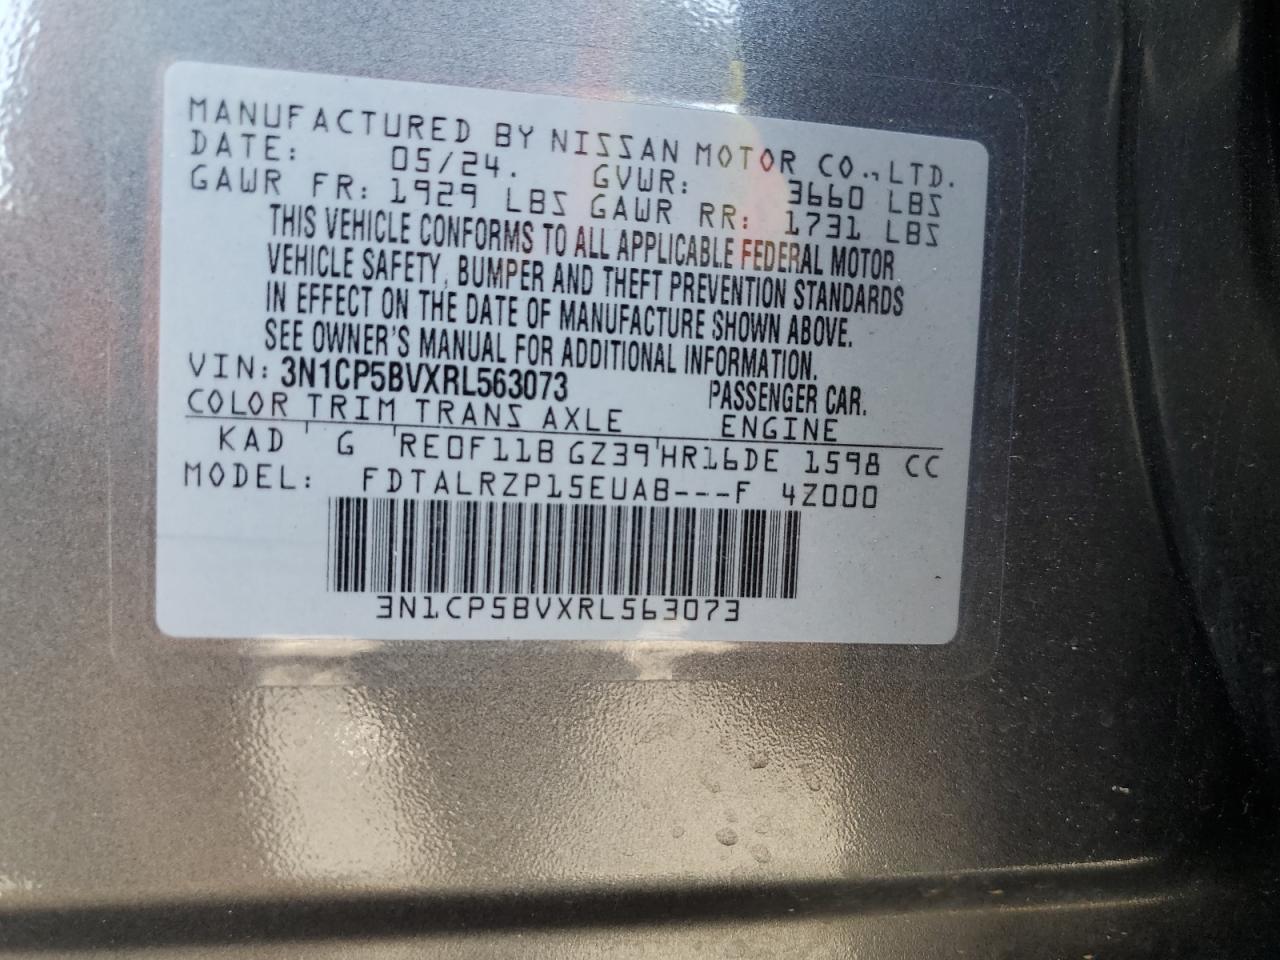 MANUFACTURED BY NISSAN MOTOR CO.,LTD.
DATE: 05/24. GVWR: 3660 LBS
GAWR FR: 1929 LBS GAWR RR: 1731 LBS
THIS VEHICLE CONFORMS TO ALL APPLICABLE FEDERAL MOTOR
VEHICLE SAFETY, BUMPER AND THEFT PREVENTION STANDARDS
IN EFFECT ON THE DATE OF MANUFACTURE SHOWN ABOVE.
SEE OWNER'S MANUAL FOR ADDITIONAL INFORMATION.
VIN: 3N1CP5BVXRL563073 PASSENGER CAR.
COLOR TRIM TRANS AXLE ENGINE
KAD G RE0F11B GZ39 HR16DE 1598 CC
MODEL: FDTALRZP15EUAB---F 4Z000
3N1CP5BVXRL563073